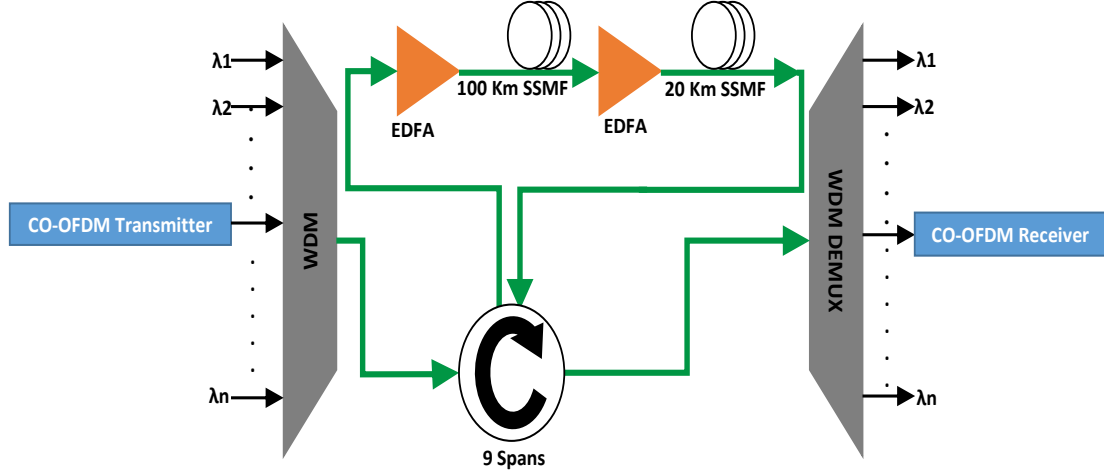 λ1
λ2
λn
CO-OFDM Transmitter
WDN
EDFA
100 Km SSMF
EDFA
20 Km SSMF
9 Spans
WDM DEMUX
λ1
λ2
CO-OFDM Receiver
λn